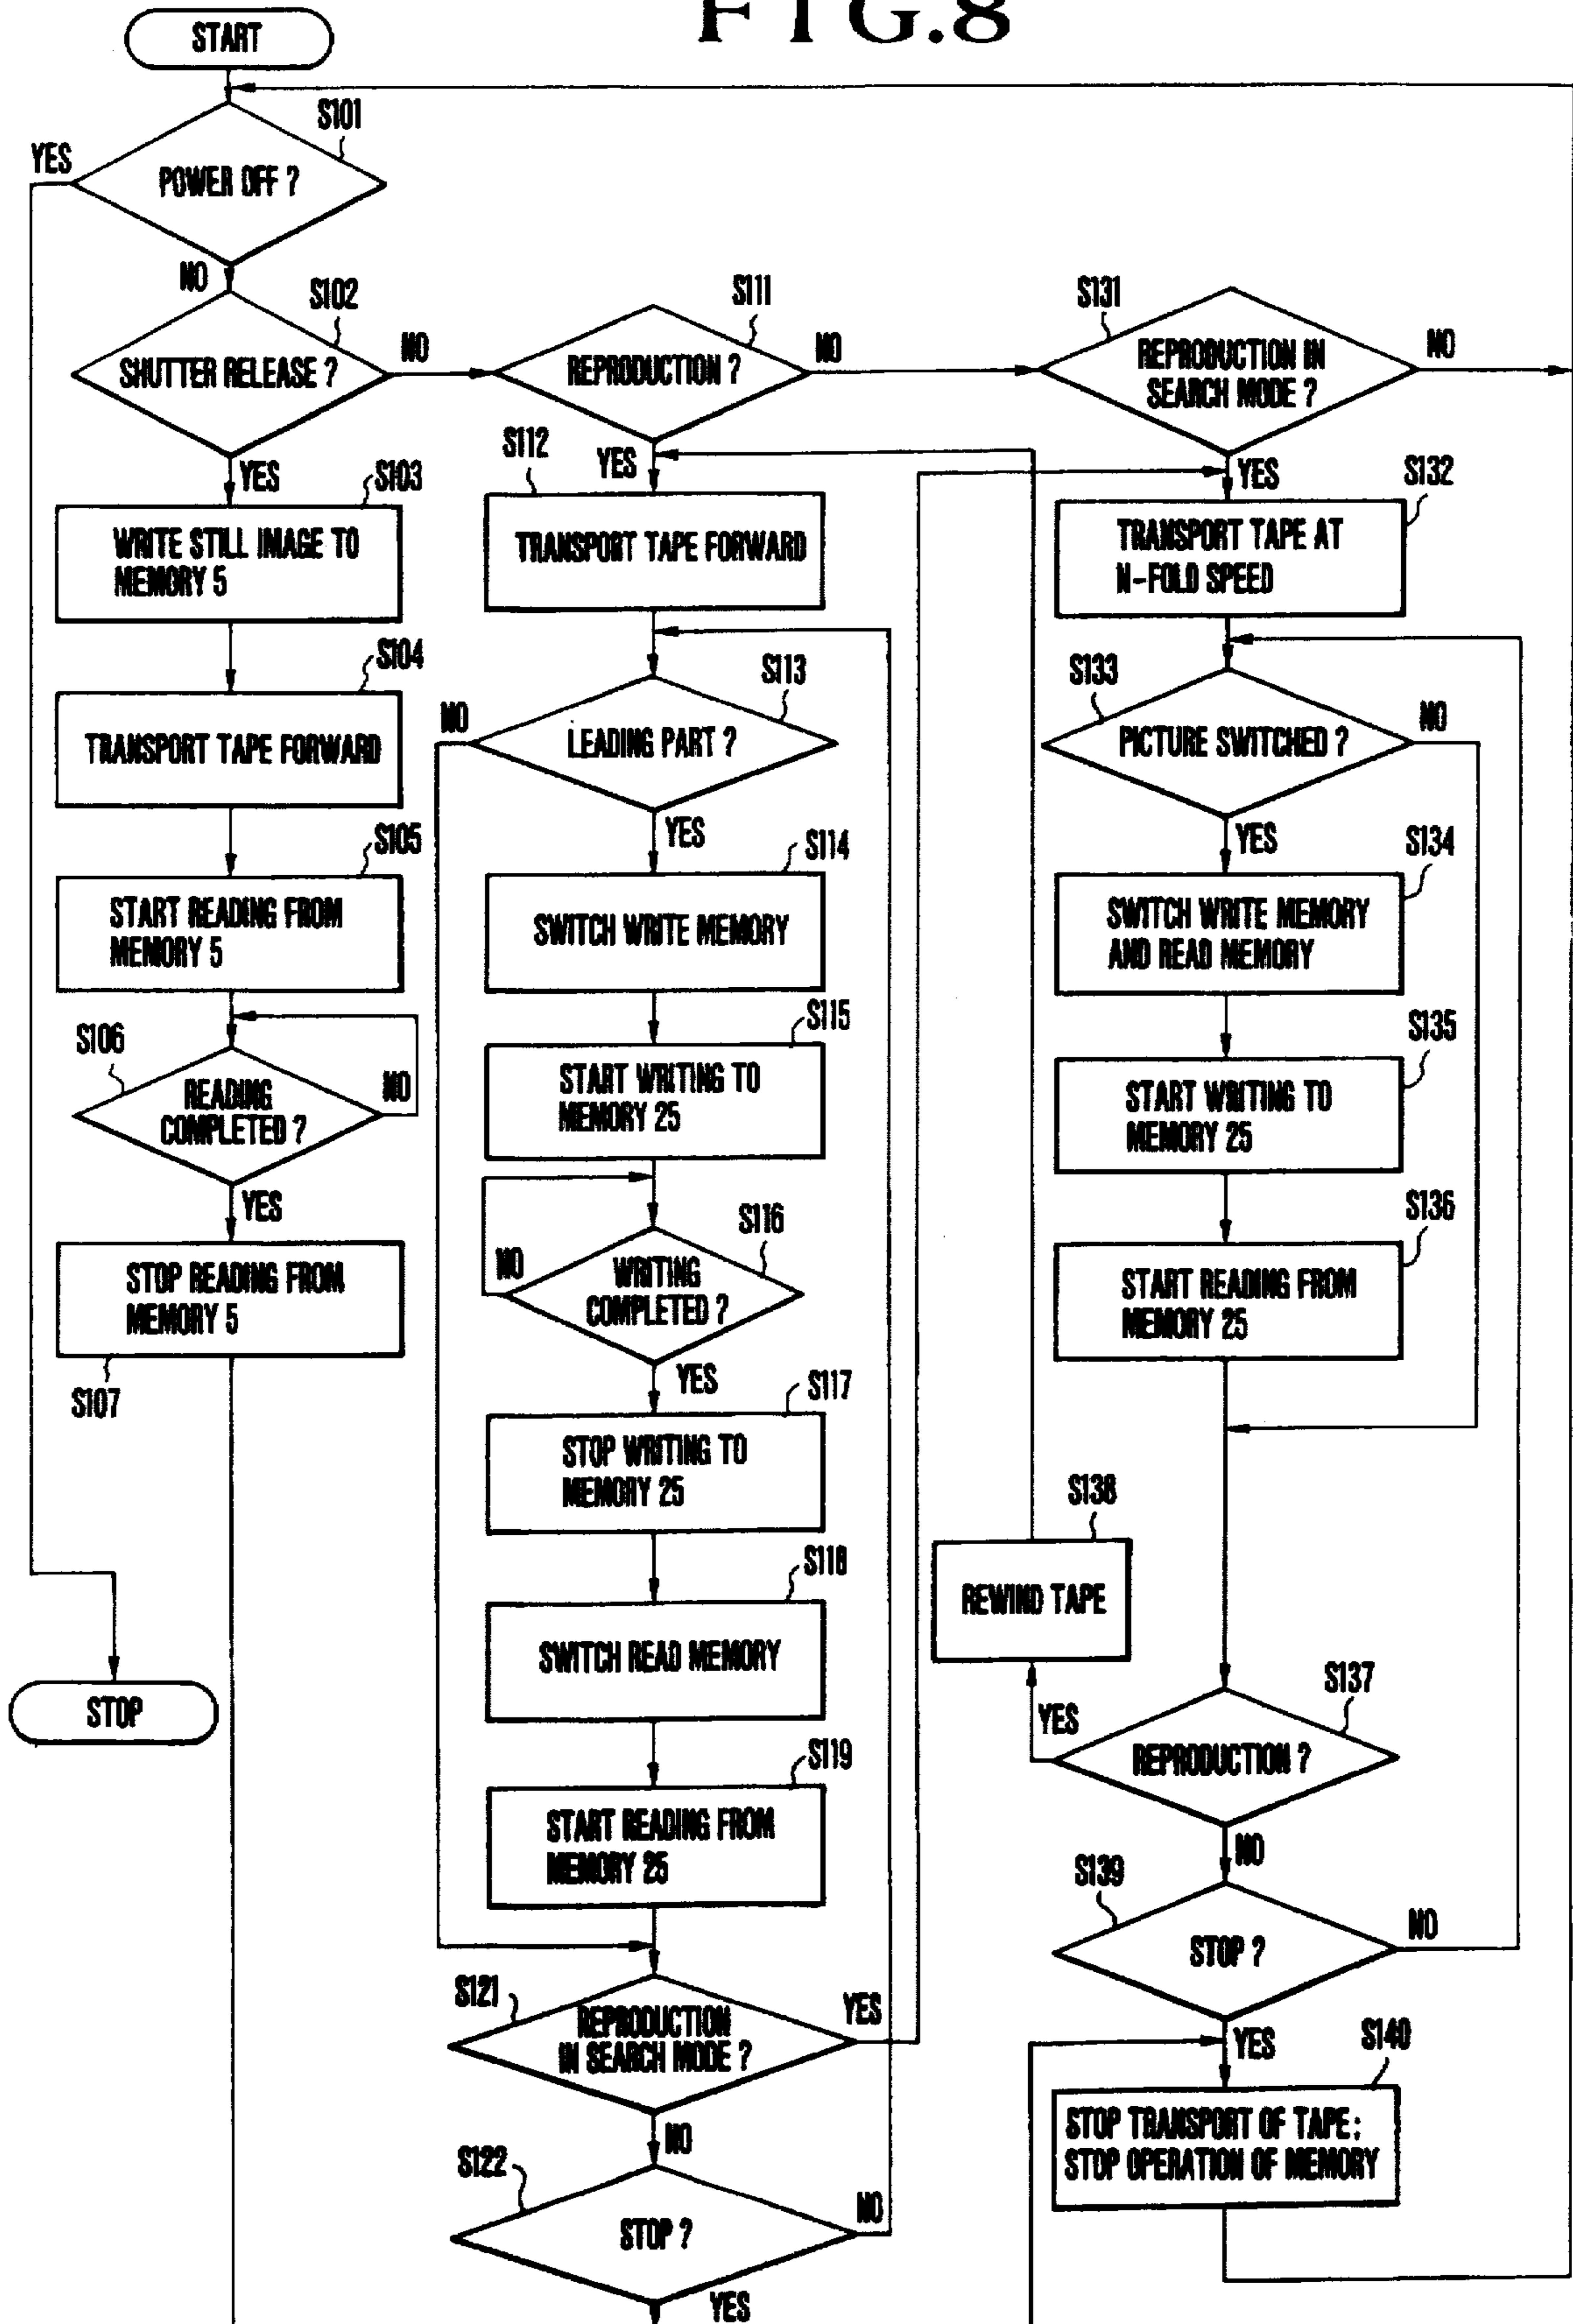 FIG.8
START
S101
YES
POWER OFF ?
NO
S102
SHUTTER RELEASE ?
NO
YES
S103
WRITE STILL IMAGE TO
MEMORY 5
S104
TRANSPORT TAPE FORWARD
S105
START READING FROM
MEMORY 5
S106
READING
COMPLETED ?
NO
YES
STOP READING FROM
MEMORY 5
S107
STOP
S111
REPRODUCTION ?
NO
YES
S112
TRANSPORT TAPE FORWARD
S113
NO
LEADING PART ?
YES
S114
SWITCH WRITE MEMORY
S115
START WRITING TO
MEMORY 25
S116
NO
WRITING
COMPLETED ?
YES
S117
STOP WRITING TO
MEMORY 25
S118
SWITCH READ MEMORY
S119
START READING FROM
MEMORY 25
S121
REPRODUCTION
IN SEARCH MODE ?
YES
NO
S122
STOP ?
NO
YES
S131
REPRODUCTION IN
SEARCH MODE ?
NO
YES
S132
TRANSPORT TAPE AT
N-FOLD SPEED
S133
PICTURE SWITCHED ?
NO
YES
S134
SWITCH WRITE MEMORY
AND READ MEMORY
S135
START WRITING TO
MEMORY 25
S136
START READING FROM
MEMORY 25
S138
REWIND TAPE
S137
YES
REPRODUCTION ?
NO
S139
STOP ?
NO
YES
S140
STOP TRANSPORT OF TAPE;
STOP OPERATION OF MEMORY